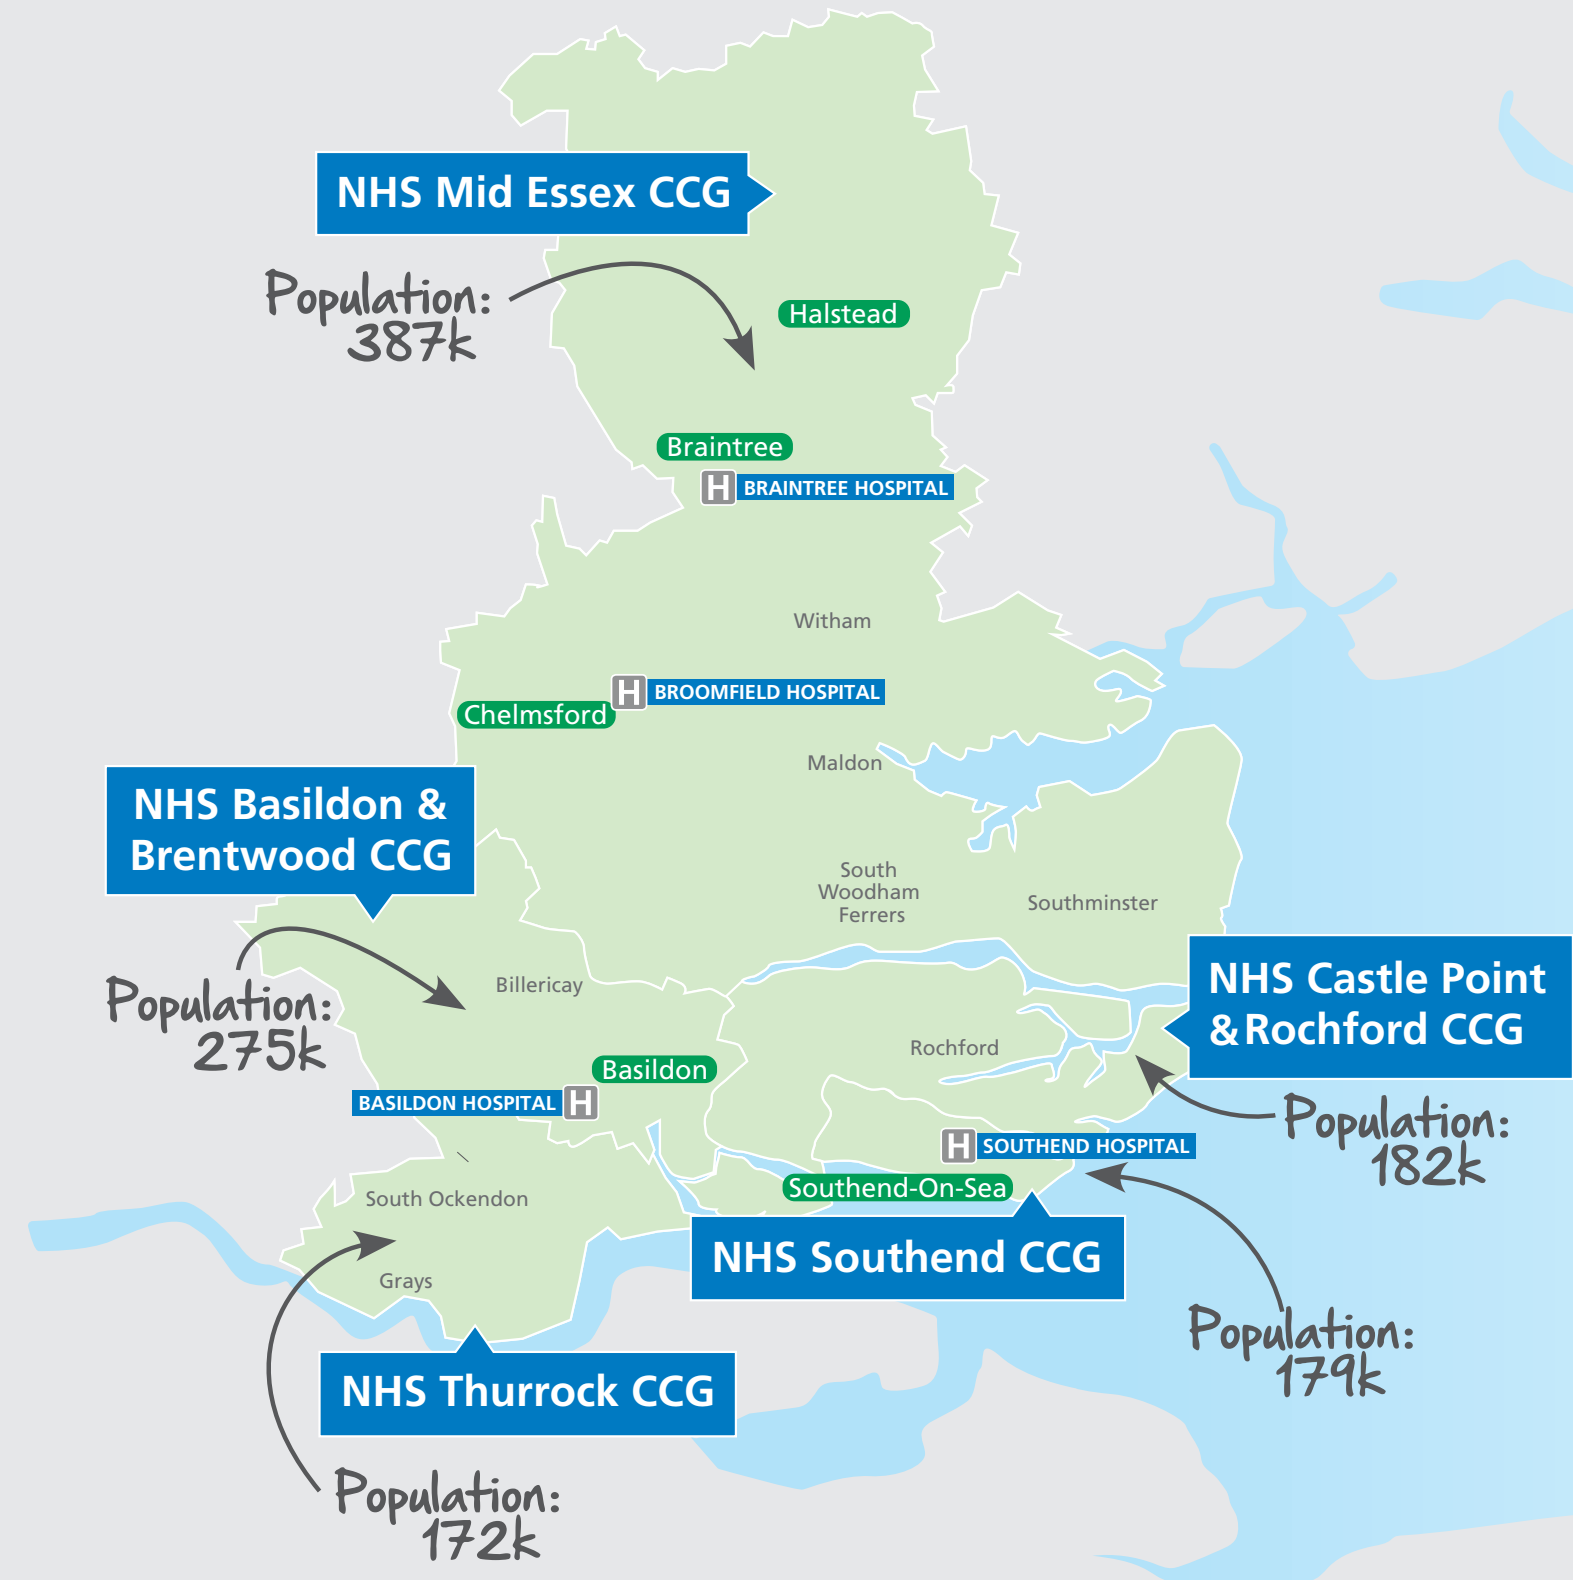 NHS Mid Essex CCG
Population:
387k
Halstead
Braintree
H BRAINTREE HOSPITAL
Witham
H BROOMFIELD HOSPITAL
Chelmsford
Maldon
NHS Basildon &
Brentwood CCG
South
Woodham
Ferrers
Southminster
Population:
275k
Billericay
NHS Castle Point
&Rochford CCG
Rochford
Basildon
BASILDON HOSPITAL H
Population:
182k
H SOUTHEND HOSPITAL
Southend-On-Sea
South Ockendon
NHS Southend CCG
Grays
Population:
179k
NHS Thurrock CCG
Population:
172k